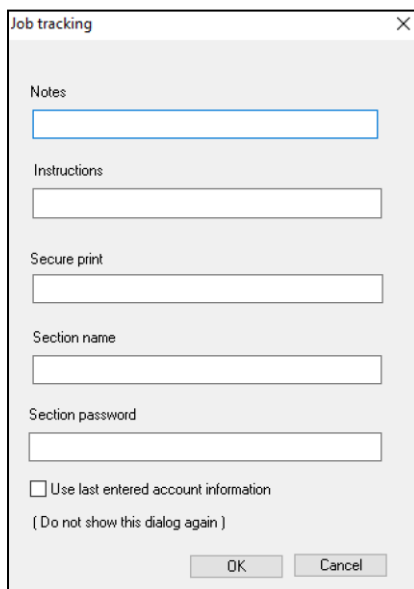 Job tracking
Notes
Instructions
Secure print
Section name
Section password
Use last entered account information
( Do not show this dialog again )
OK Cancel